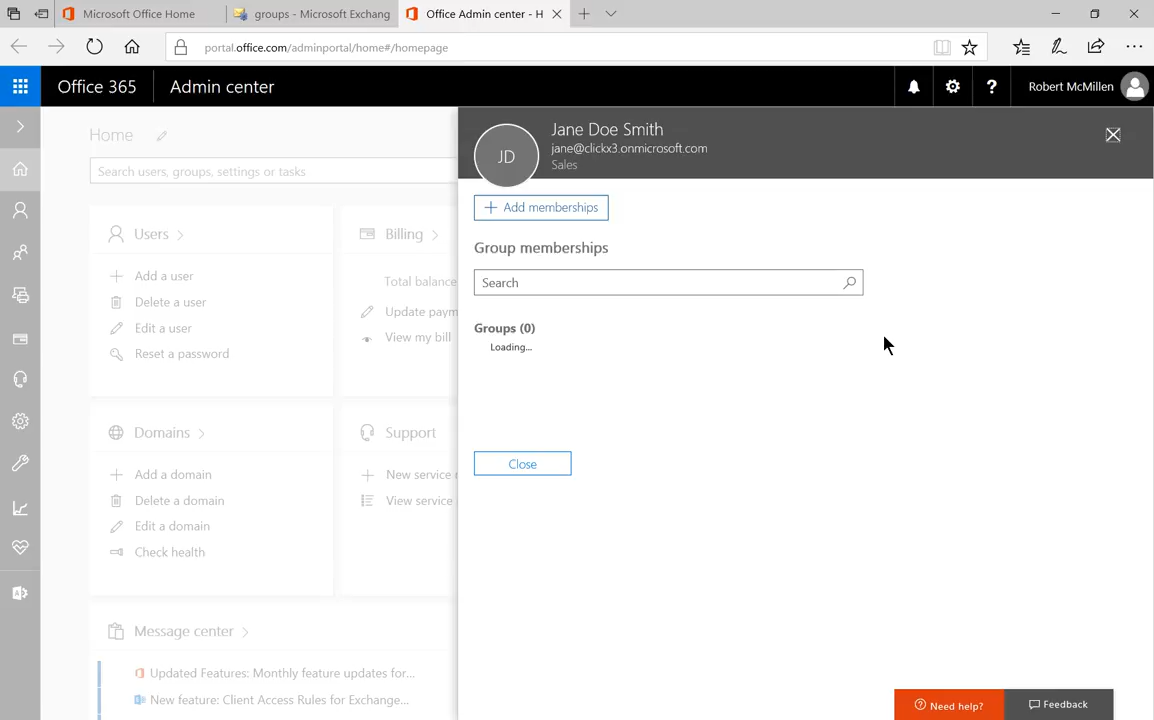 Microsoft Office Home
groups - Microsoft Exchang
Office Admin center - H
portal.office.com/adminportal/home#/homepage
Office 365
Admin center
Robert McMillen
Home
Search users, groups, settings or tasks
Users
Add a user
Delete a user
Edit a user
Reset a password
Billing
Total balance
Update paym
View my bill
Domains
Add a domain
Delete a domain
Edit a domain
Check health
Support
New service
View service
Message center
Updated Features: Monthly feature updates for...
New feature: Client Access Rules for Exchange...
JD
Jane Doe Smith
jane@clickx3.onmicrosoft.com
Sales
Add memberships
Group memberships
Search
Groups (0)
Loading...
Close
Need help?
Feedback